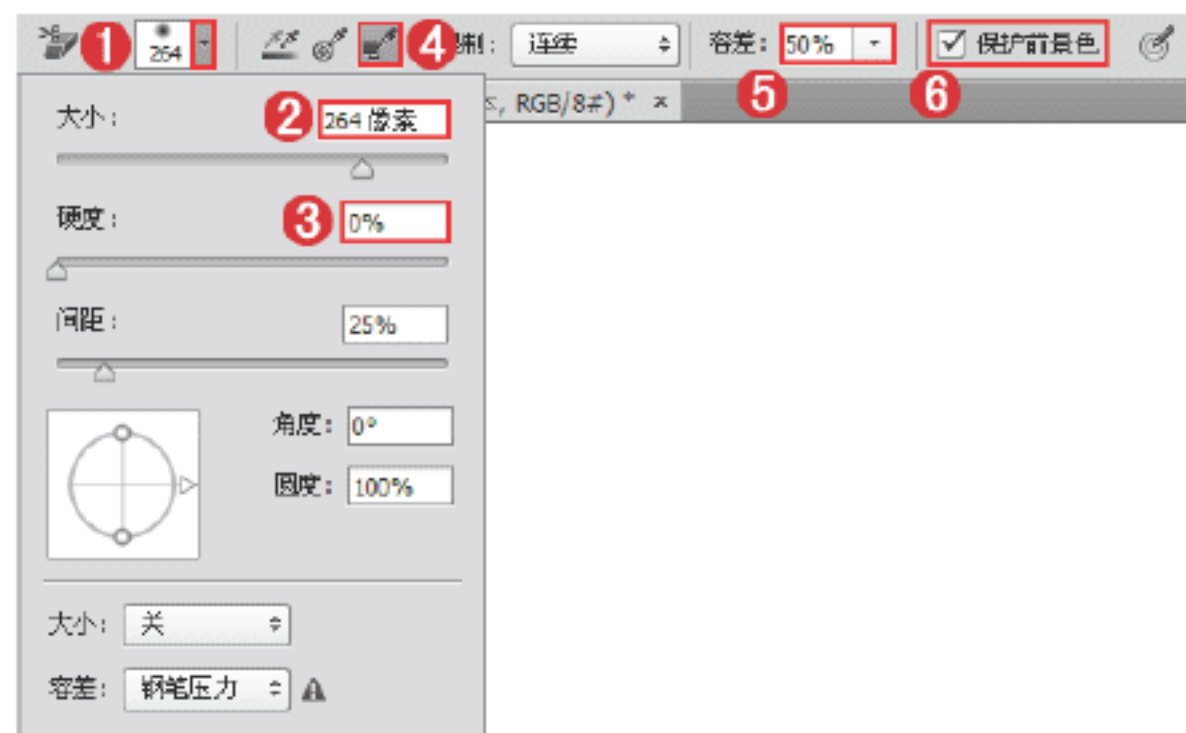 1 264 4 制: 连续 容差: 50% 保护前景色
, RGB/8#) * × 5 6
大小: 2 264 像素
硬度: 3 0%
间距: 25%
角度: 0°
圆度: 100%
大小: 关
容差: 钢笔压力